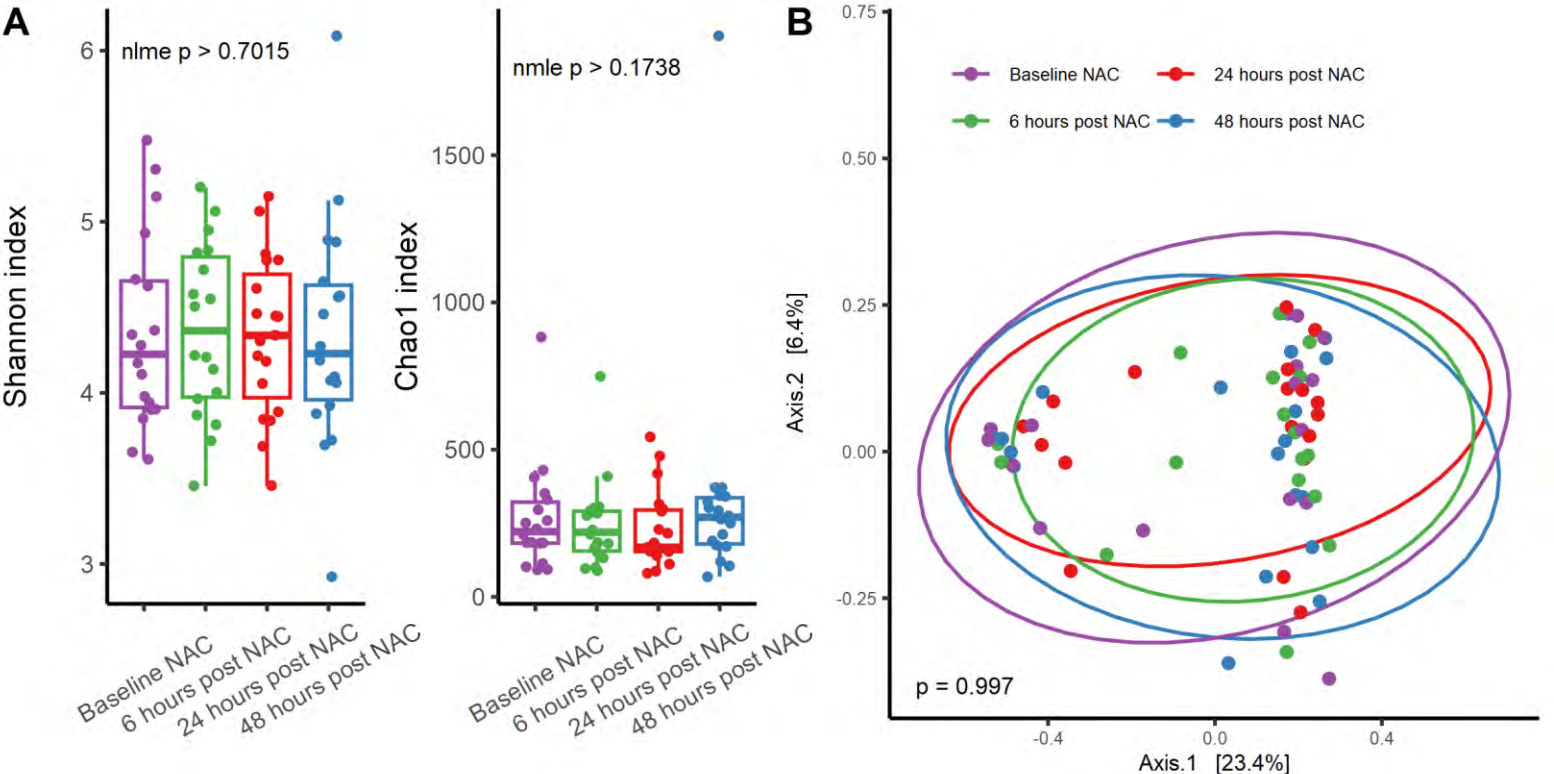 A
Shannon index
6
5
4
3
nlme p > 0.7015
Baseline NAC
6 hours post NAC
24 hours post NAC
48 hours post NAC
Chao1 index
1500
1000
500
0
nmle p > 0.1738
Baseline NAC
6 hours post NAC
24 hours post NAC
48 hours post NAC
B
Axis.2 [6.4%]
0.75
0.50
0.25
0.00
-0.25
Baseline NAC
24 hours post NAC
6 hours post NAC
48 hours post NAC
p = 0.997
-0.4
0.0
0.4
Axis.1 [23.4%]